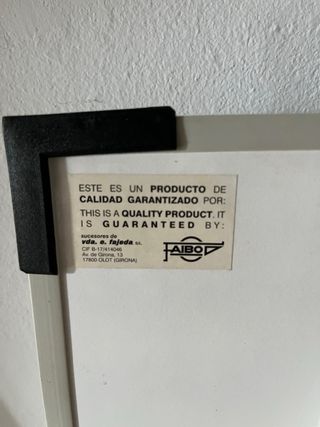 ESTE ES UN PRODUCTO DE
CALIDAD GARANTIZADO POR:
THIS IS A QUALITY PRODUCT. IT
IS GUARANTEED BY:
sucesores de
vda. e. fajeda s.l.
CIF B-17/414046
Av. de Girona, 13
17800 OLOT (GIRONA)
FAIBO